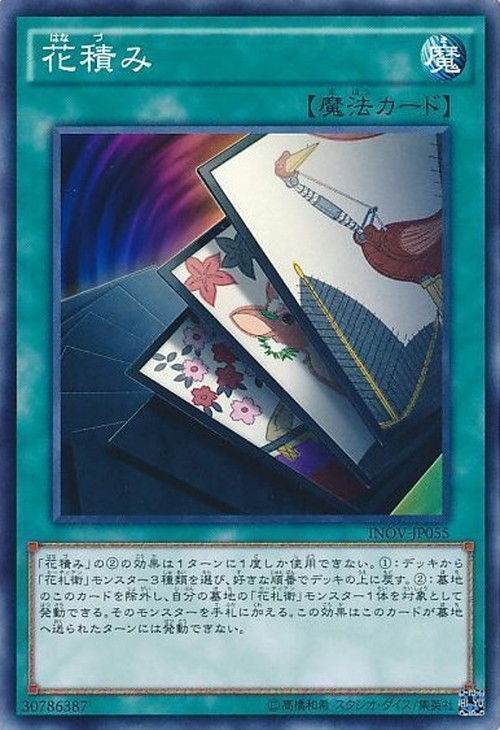 花積み
魔
【魔法カード】
INOV-JP055
「花積み」の②の効果は1ターンに1度しか使用できない。①:デッキから
「花札衛」モンスター3種類を選び、好きな順番でデッキの上に戻す。②:墓地
のこのカードを除外し、自分の墓地の「花札衛」モンスター1体を対象として
発動できる。そのモンスターを手札に加える。この効果はこのカードが墓地
へ送られたターンには発動できない。
30786387
©高橋和希 スタジオ・ダイス/集英社